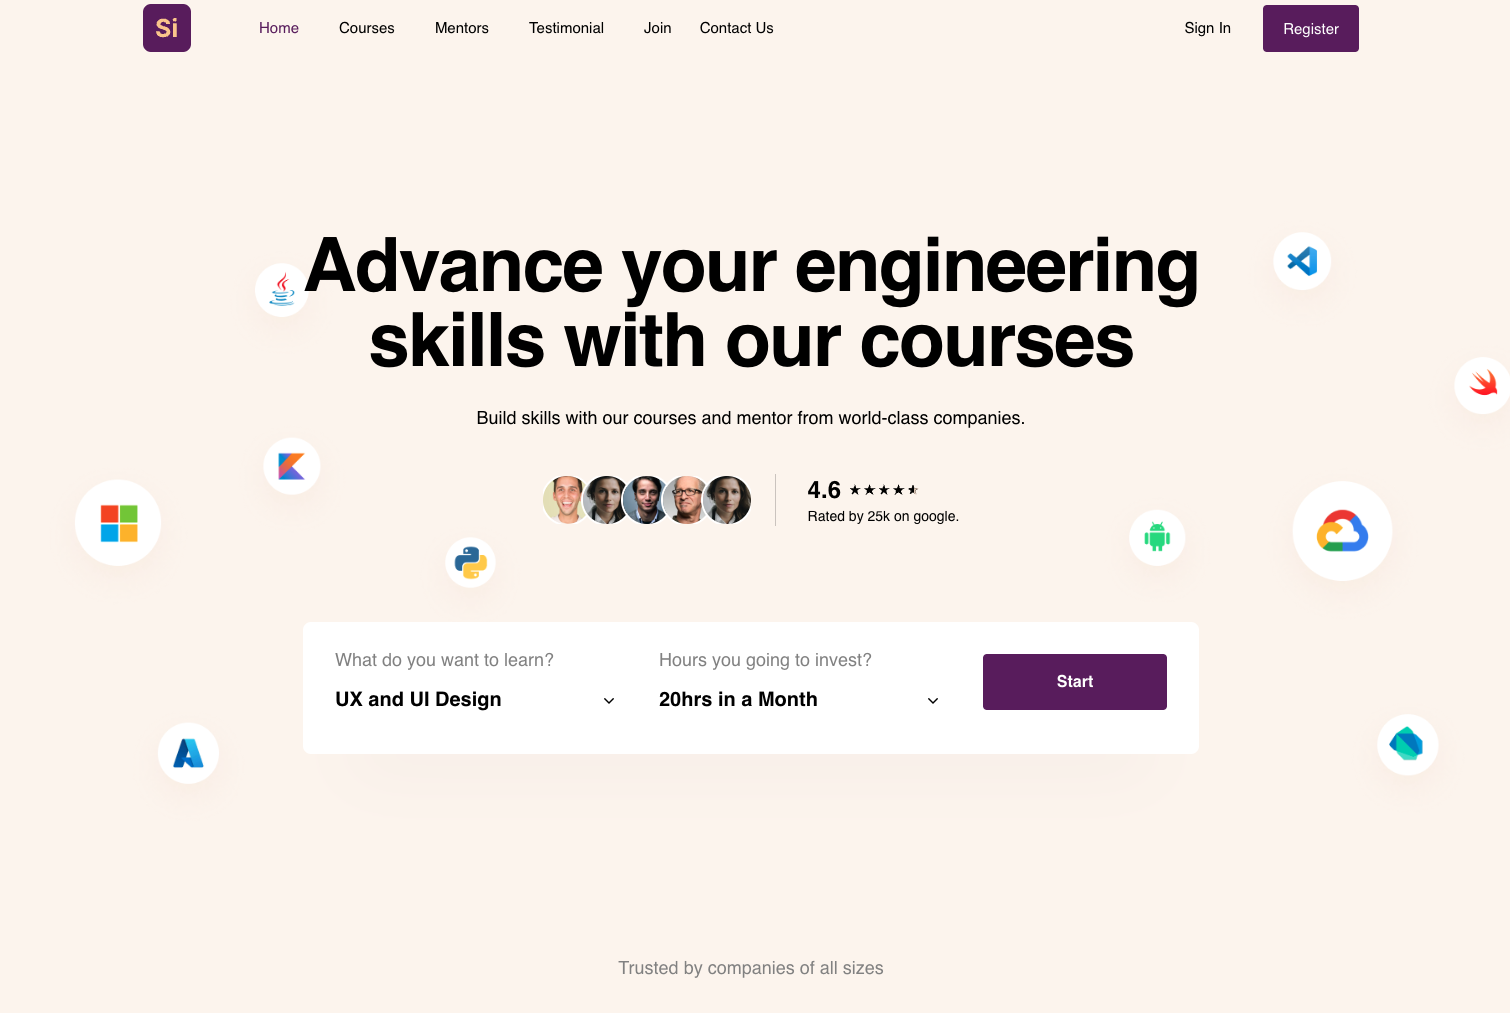 Si
Home Courses Mentors Testimonial Join Contact Us Sign In Register
Advance your engineering
skills with our courses
Build skills with our courses and mentor from world-class companies.
4.6
Rated by 25k on google.
What do you want to learn? Hours you going to invest?
UX and UI Design 20hrs in a Month Start
Trusted by companies of all sizes